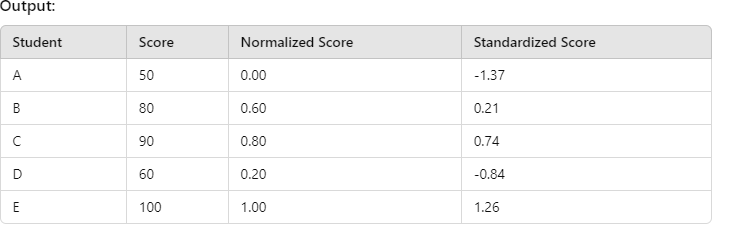 Output:
Student Score Normalized Score Standardized Score
A 50 0.00 -1.37
B 80 0.60 0.21
C 90 0.80 0.74
D 60 0.20 -0.84
E 100 1.00 1.26